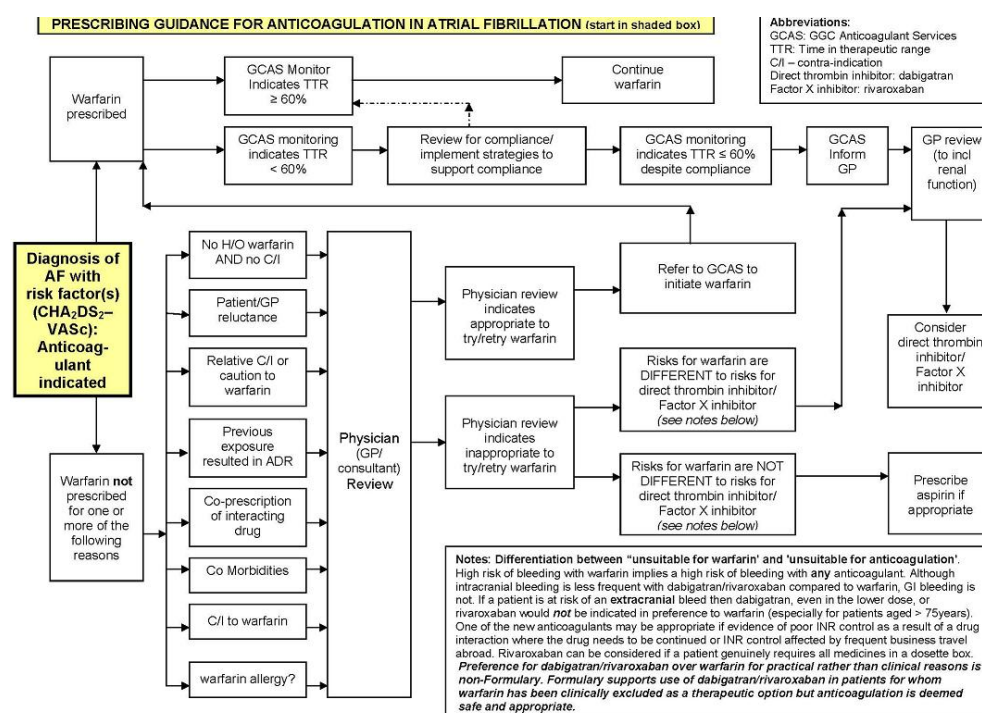 PRESCRIBING GUIDANCE FOR ANTICOAGULATION IN ATRIAL FIBRILLATION (start in shaded box)
Abbreviations:
GCAS: GGC Anticoagulant Services
TTR: Time in therapeutic range
C/I – contra-indication
Direct thrombin inhibitor: dabigatran
Factor X inhibitor: rivaroxaban
Warfarin
prescribed
GCAS Monitor
Indicates TTR
≥ 60%
Continue
warfarin
GCAS monitoring
indicates TTR
< 60%
Review for compliance/
implement strategies to
support compliance
GCAS monitoring
indicates TTR ≤ 60%
despite compliance
GCAS
Inform
GP
GP review
(to incl
renal
function)
Diagnosis of
AF with
risk factor(s)
(CHA2DS2–
VASc):
Anticoag-
ulant
indicated
Warfarin not
prescribed
for one or
more of the
following
reasons
No H/O warfarin
AND no C/I
Patient/GP
reluctance
Relative C/I or
caution to
warfarin
Previous
exposure
resulted in ADR
Co-prescription
of interacting
drug
Co Morbidities
C/I to warfarin
warfarin allergy?
Physician
(GP/
consultant)
Review
Physician review
indicates
appropriate to
try/retry warfarin
Refer to GCAS to
initiate warfarin
Physician review
indicates
inappropriate to
try/retry warfarin
Risks for warfarin are
DIFFERENT to risks for
direct thrombin inhibitor/
Factor X inhibitor
(see notes below)
Risks for warfarin are NOT
DIFFERENT to risks for
direct thrombin inhibitor/
Factor X inhibitor
(see notes below)
Consider
direct thrombin
inhibitor/
Factor X
inhibitor
Prescribe
aspirin if
appropriate
Notes: Differentiation between "unsuitable for warfarin' and 'unsuitable for anticoagulation'.
High risk of bleeding with warfarin implies a high risk of bleeding with any anticoagulant. Although
intracranial bleeding is less frequent with dabigatran/rivaroxaban compared to warfarin, GI bleeding is
not. If a patient is at risk of an extracranial bleed then dabigatran, even in the lower dose, or
rivaroxaban would not be indicated in preference to warfarin (especially for patients aged > 75years).
One of the new anticoagulants may be appropriate if evidence of poor INR control as a result of a drug
interaction where the drug needs to be continued or INR control affected by frequent business travel
abroad. Rivaroxaban can be considered if a patient genuinely requires all medicines in a dosette box.
Preference for dabigatran/rivaroxaban over warfarin for practical rather than clinical reasons is
non-Formulary. Formulary supports use of dabigatran/rivaroxaban in patients for whom
warfarin has been clinically excluded as a therapeutic option but anticoagulation is deemed
safe and appropriate.